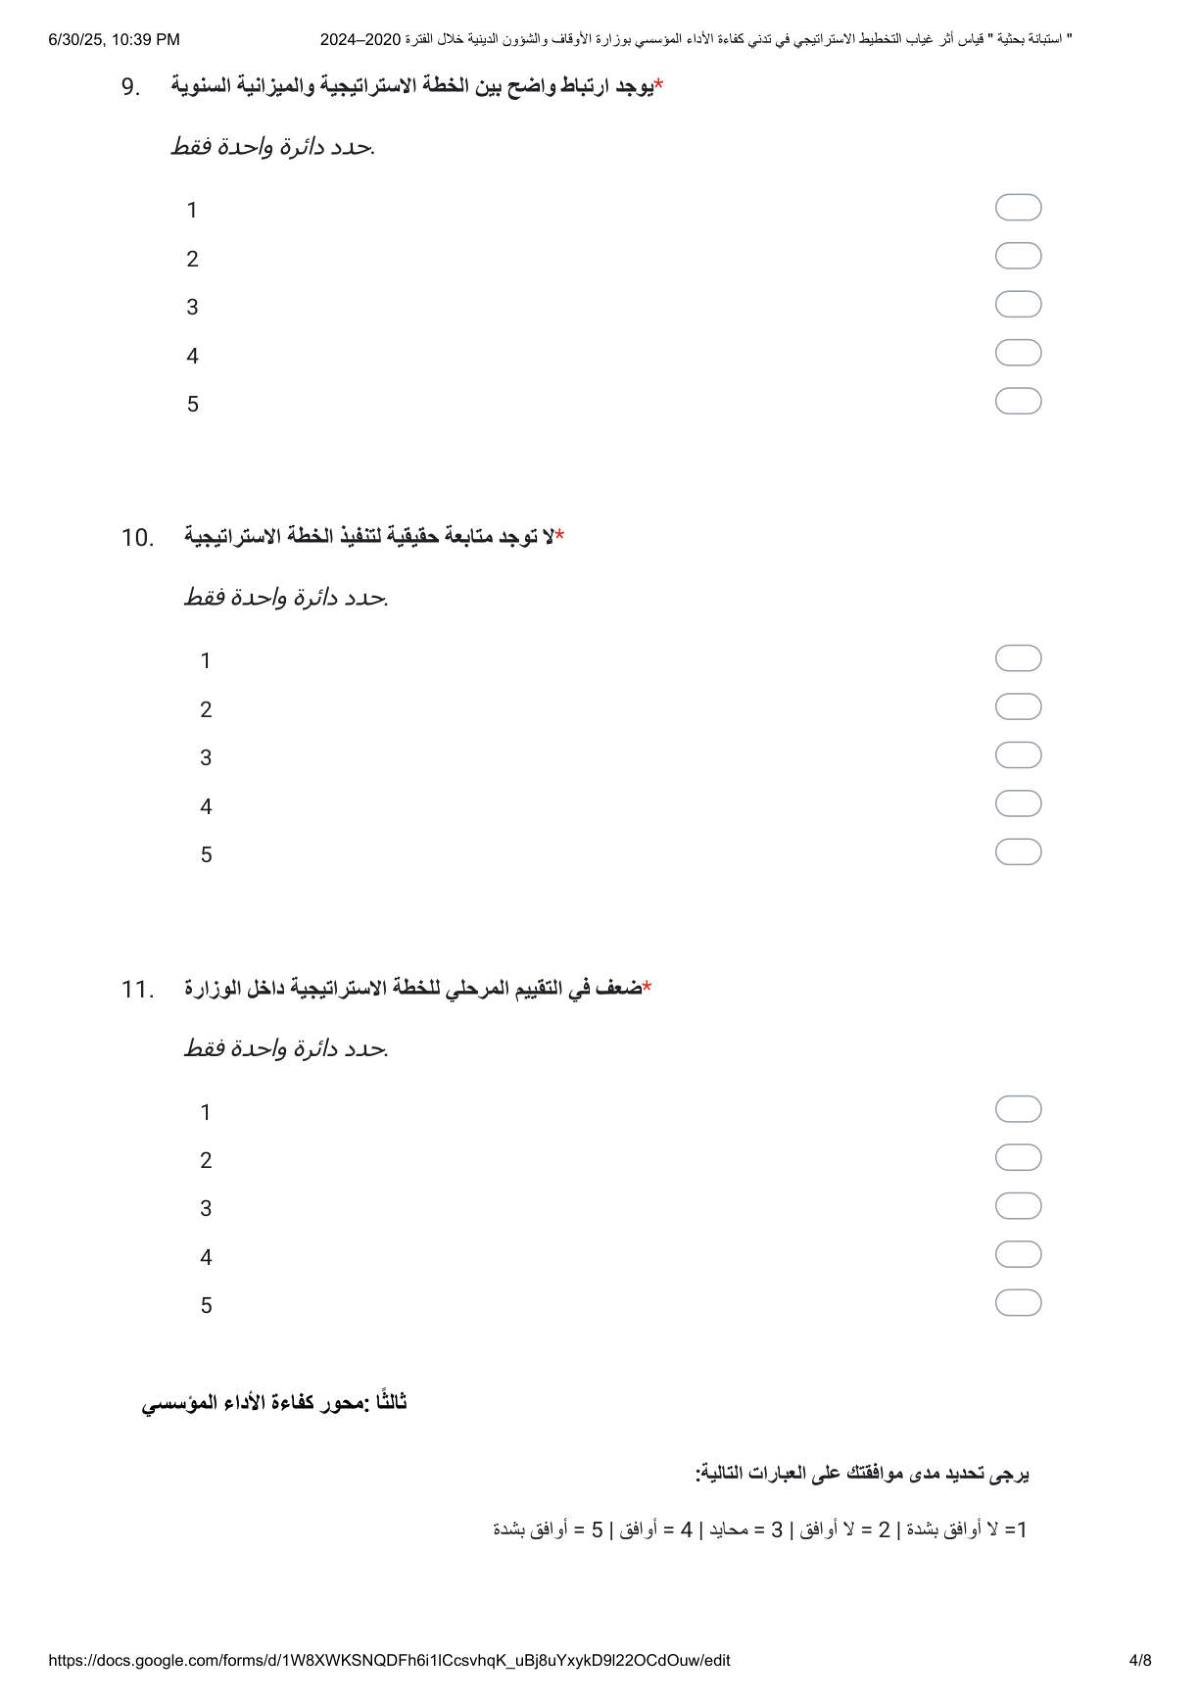 6/30/25, 10:39 PM " استبانة بحثية " قياس أثر غياب التخطيط الاستراتيجي في تدني كفاءة الأداء المؤسسي بوزارة الأوقاف والشؤون الدينية خلال الفترة 2020–2024
9. يوجد ارتباط واضح بين الخطة الاستراتيجية والميزانية السنوية*
حدد دائرة واحدة فقط.
1
2
3
4
5
10. لا توجد متابعة حقيقية لتنفيذ الخطة الاستراتيجية*
حدد دائرة واحدة فقط.
1
2
3
4
5
11. ضعف في التقييم المرحلي للخطة الاستراتيجية داخل الوزارة*
حدد دائرة واحدة فقط.
1
2
3
4
5
ثالثًا :محور كفاءة الأداء المؤسسي
يرجى تحديد مدى موافقتك على العبارات التالية:
1= لا أوافق بشدة | 2 = لا أوافق | 3 = محايد | 4 = أوافق | 5 = أوافق بشدة
https://docs.google.com/forms/d/1W8XWKSNQDFh6i1lCcsvhqK_uBj8uYxykD9l22OCdOuw/edit 4/8